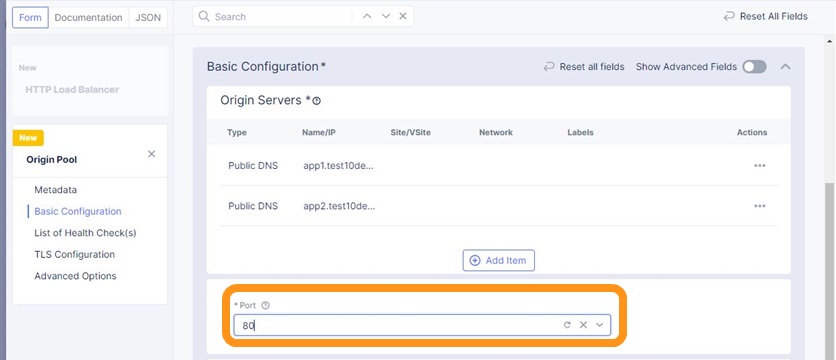 Form Documentation JSON
Search
Reset All Fields
New
HTTP Load Balancer
New
Origin Pool
Metadata
Basic Configuration
List of Health Check(s)
TLS Configuration
Advanced Options
Basic Configuration*
Reset all fields Show Advanced Fields
Origin Servers *
Type Name/IP Site/VSite Network Labels Actions
Public DNS app1.test10de...
Public DNS app2.test10de...
Add Item
* Port
80